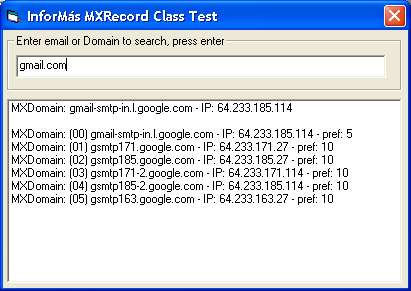 InforMás MXRecord Class Test
Enter email or Domain to search, press enter
gmail.com
MXDomain: gmail-smtp-in.l.google.com - IP: 64.233.185.114
MXDomain: (00) gmail-smtp-in.l.google.com - IP: 64.233.185.114 - pref: 5
MXDomain: (01) gsmtp171.google.com - IP: 64.233.171.27 - pref: 10
MXDomain: (02) gsmtp185.google.com - IP: 64.233.185.27 - pref: 10
MXDomain: (03) gsmtp171-2.google.com - IP: 64.233.171.114 - pref: 10
MXDomain: (04) gsmtp185-2.google.com - IP: 64.233.185.114 - pref: 10
MXDomain: (05) gsmtp163.google.com - IP: 64.233.163.27 - pref: 10